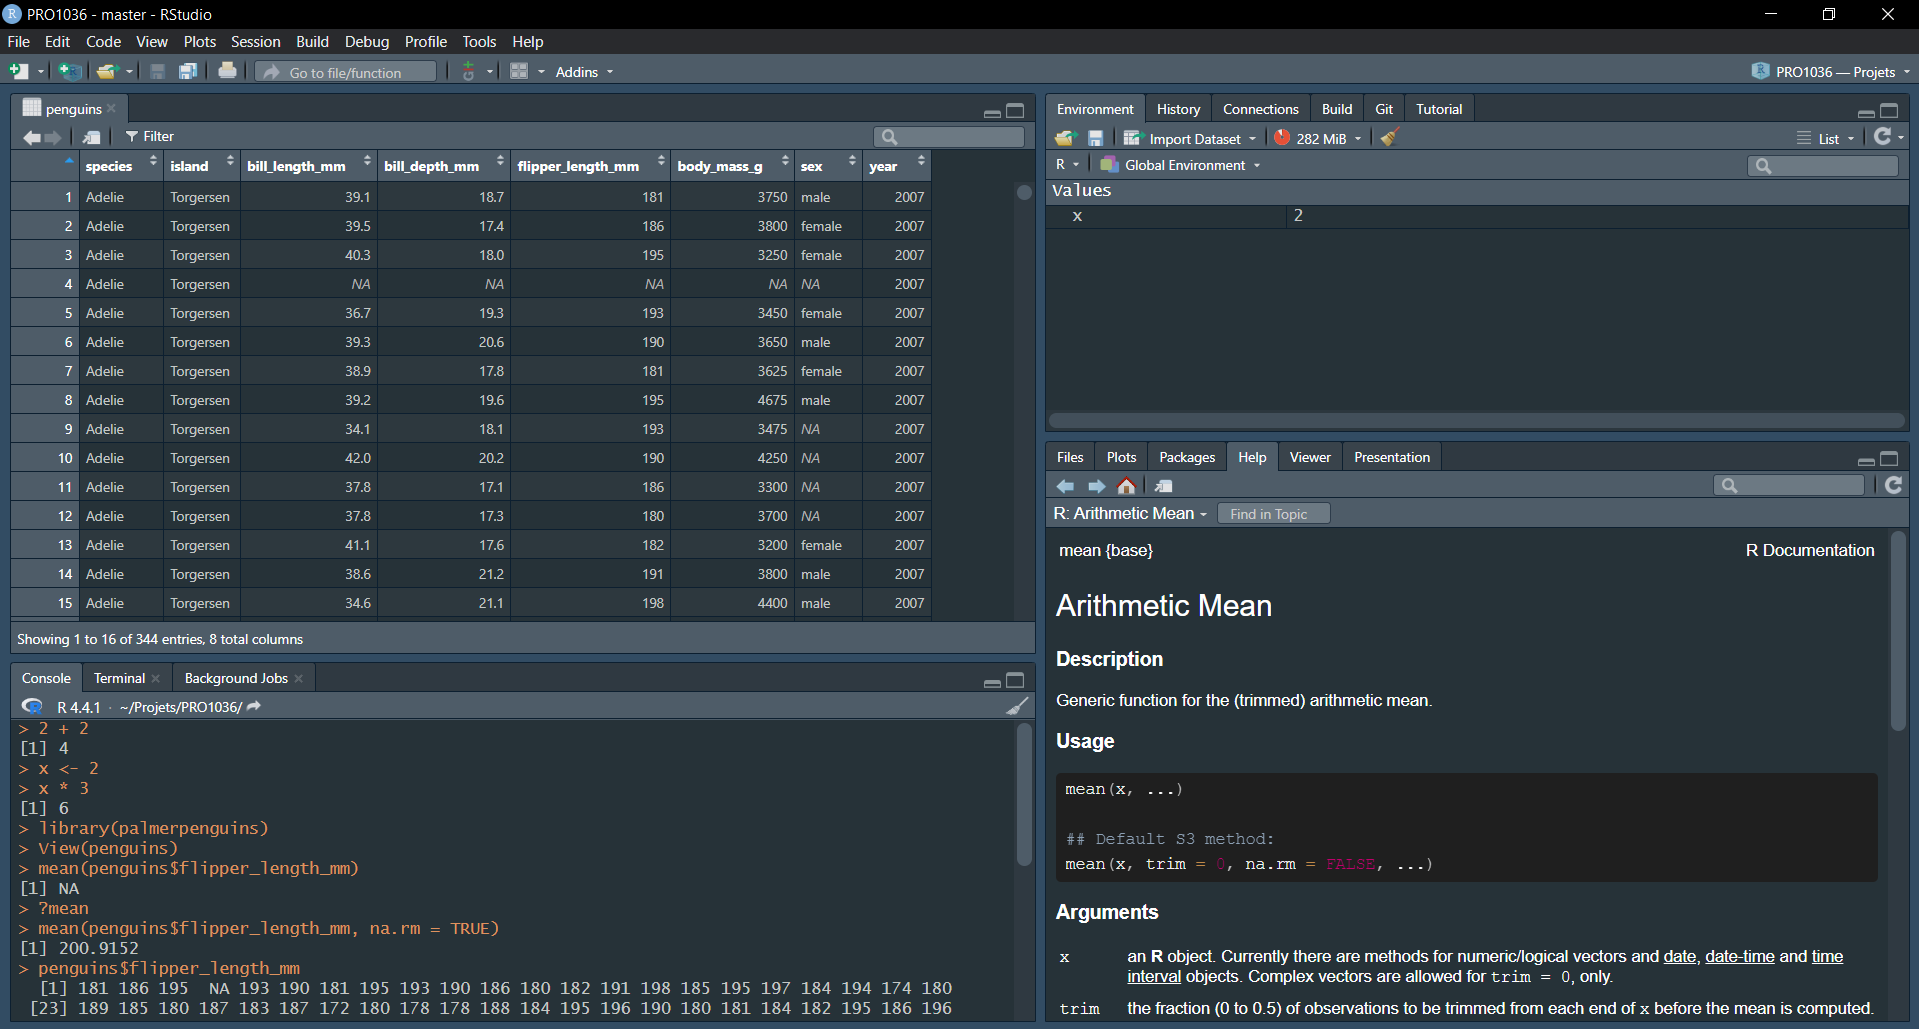 PRO1036 - master - RStudio
File Edit Code View Plots Session Build Debug Profile Tools Help
Go to file/function Addins PRO1036 — Projets
penguins
Filter
species island bill_length_mm bill_depth_mm flipper_length_mm body_mass_g sex year
1 Adelie Torgersen 39.1 18.7 181 3750 male 2007
2 Adelie Torgersen 39.5 17.4 186 3800 female 2007
3 Adelie Torgersen 40.3 18.0 195 3250 female 2007
4 Adelie Torgersen NA NA NA NA NA 2007
5 Adelie Torgersen 36.7 19.3 193 3450 female 2007
6 Adelie Torgersen 39.3 20.6 190 3650 male 2007
7 Adelie Torgersen 38.9 17.8 181 3625 female 2007
8 Adelie Torgersen 39.2 19.6 195 4675 male 2007
9 Adelie Torgersen 34.1 18.1 193 3475 NA 2007
10 Adelie Torgersen 42.0 20.2 190 4250 NA 2007
11 Adelie Torgersen 37.8 17.1 186 3300 NA 2007
12 Adelie Torgersen 37.8 17.3 180 3700 NA 2007
13 Adelie Torgersen 41.1 17.6 182 3200 female 2007
14 Adelie Torgersen 38.6 21.2 191 3800 male 2007
15 Adelie Torgersen 34.6 21.1 198 4400 male 2007
Showing 1 to 16 of 344 entries, 8 total columns
Console Terminal Background Jobs
R 4.4.1 · ~/Projets/PRO1036/
> 2 + 2
[1] 4
> x <- 2
> x * 3
[1] 6
> library(palmerpenguins)
> View(penguins)
> mean(penguins$flipper_length_mm)
[1] NA
> ?mean
> mean(penguins$flipper_length_mm, na.rm = TRUE)
[1] 200.9152
> penguins$flipper_length_mm
[1] 181 186 195 NA 193 190 181 195 193 190 186 180 182 191 198 185 195 197 184 194 174 180
[23] 189 185 180 187 183 187 172 180 178 178 188 184 195 196 190 180 181 184 182 195 186 196
Environment History Connections Build Git Tutorial
Import Dataset 282 MiB List
R Global Environment
Values
x 2
Files Plots Packages Help Viewer Presentation
R: Arithmetic Mean Find in Topic
mean {base} R Documentation
Arithmetic Mean
Description
Generic function for the (trimmed) arithmetic mean.
Usage
mean(x, ...)
## Default S3 method:
mean(x, trim = 0, na.rm = FALSE, ...)
Arguments
x an R object. Currently there are methods for numeric/logical vectors and date, date-time and time
interval objects. Complex vectors are allowed for trim = 0, only.
trim the fraction (0 to 0.5) of observations to be trimmed from each end of x before the mean is computed.